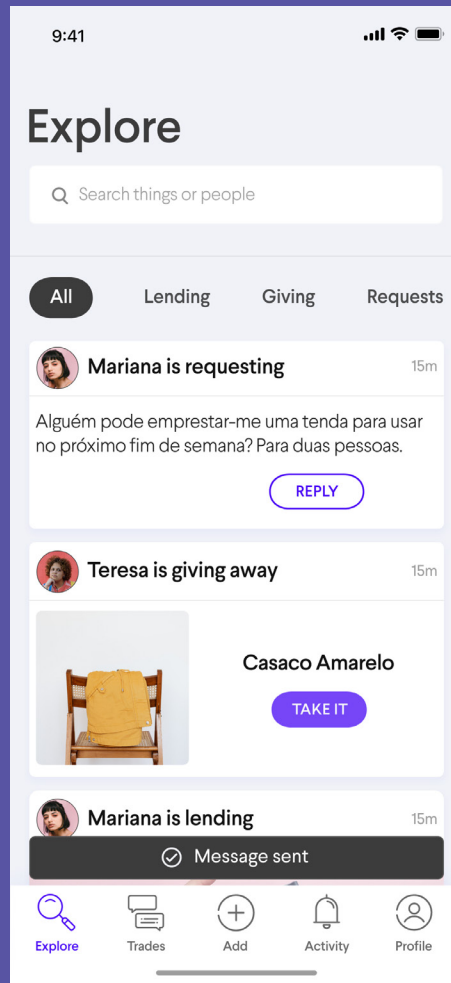 9:41
Explore
Search things or people
All Lending Giving Requests
Mariana is requesting 15m
Alguém pode emprestar-me uma tenda para usar
no próximo fim de semana? Para duas pessoas.
REPLY
Teresa is giving away 15m
Casaco Amarelo
TAKE IT
Mariana is lending 15m
Message sent
Explore Trades Add Activity Profile